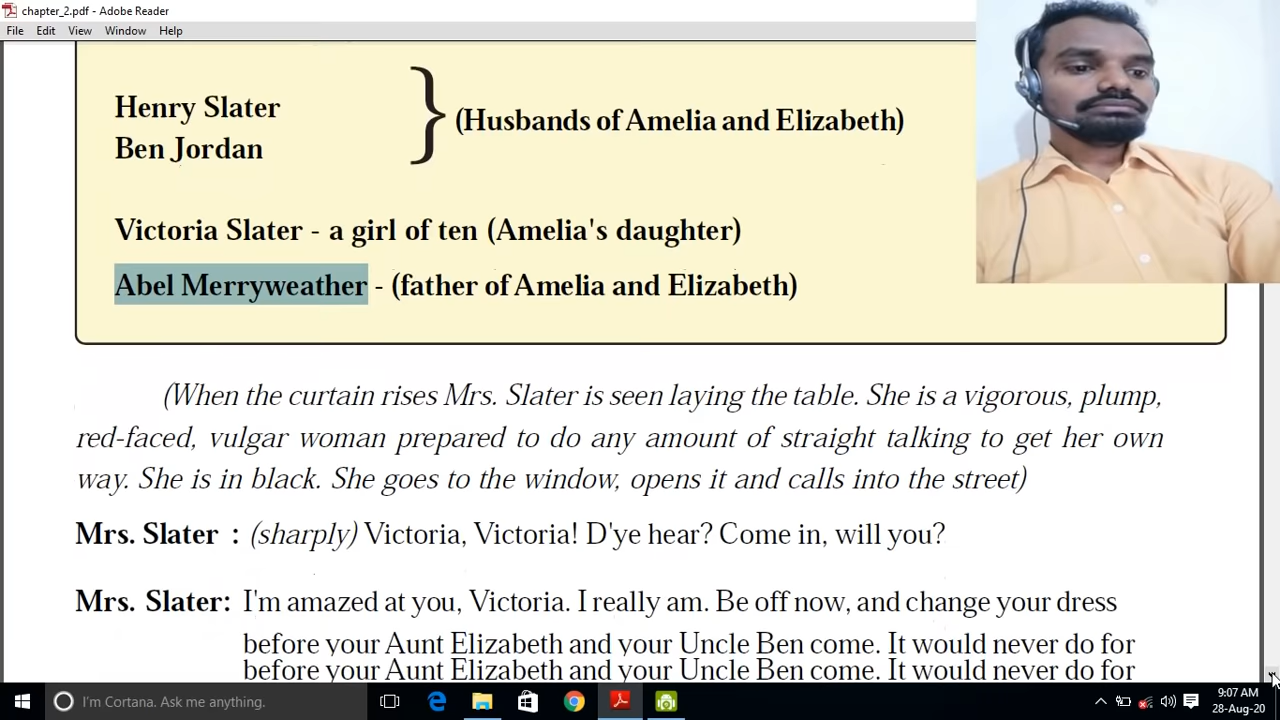 chapter_2.pdf - Adobe Reader
File Edit View Window Help
Henry Slater
Ben Jordan
} (Husbands of Amelia and Elizabeth)
Victoria Slater - a girl of ten (Amelia's daughter)
Abel Merryweather - (father of Amelia and Elizabeth)
(When the curtain rises Mrs. Slater is seen laying the table. She is a vigorous, plump,
red-faced, vulgar woman prepared to do any amount of straight talking to get her own
way. She is in black. She goes to the window, opens it and calls into the street)
Mrs. Slater : (sharply) Victoria, Victoria! D'ye hear? Come in, will you?
Mrs. Slater: I'm amazed at you, Victoria. I really am. Be off now, and change your dress
before your Aunt Elizabeth and your Uncle Ben come. It would never do for
before your Aunt Elizabeth and your Uncle Ben come. It would never do for
I'm Cortana. Ask me anything.
9:07 AM
28-Aug-20